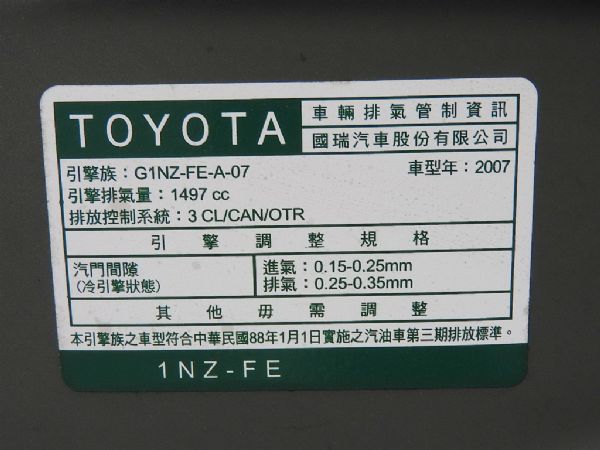 TOYOTA
車輛排氣管制資訊
國瑞汽車股份有限公司
引擎族：G1NZ-FE-A-07 車型年：2007
引擎排氣量：1497 cc
排放控制系統：3 CL/CAN/OTR
引擎調整規格
汽門間隙
(冷引擎狀態)
進氣：0.15-0.25mm
排氣：0.25-0.35mm
其他毋需調整
本引擎族之車型符合中華民國88年1月1日實施之汽油車第三期排放標準。
1NZ-FE